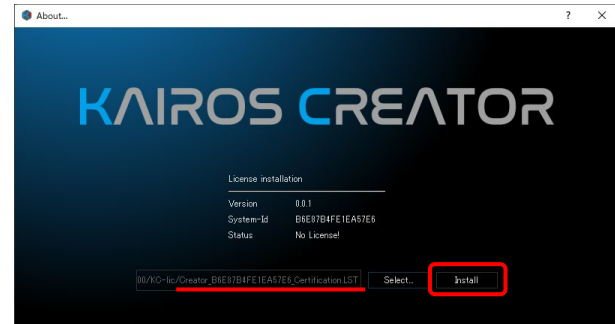 About...
? ×
KAIROS CREATOR
License installation
Version 0.0.1
System-Id B6E87B4FE1EA57E6
Status No License!
00/KC-lic/Creator_B6E87B4FE1EA57E6_Certification.LST Select.. Install